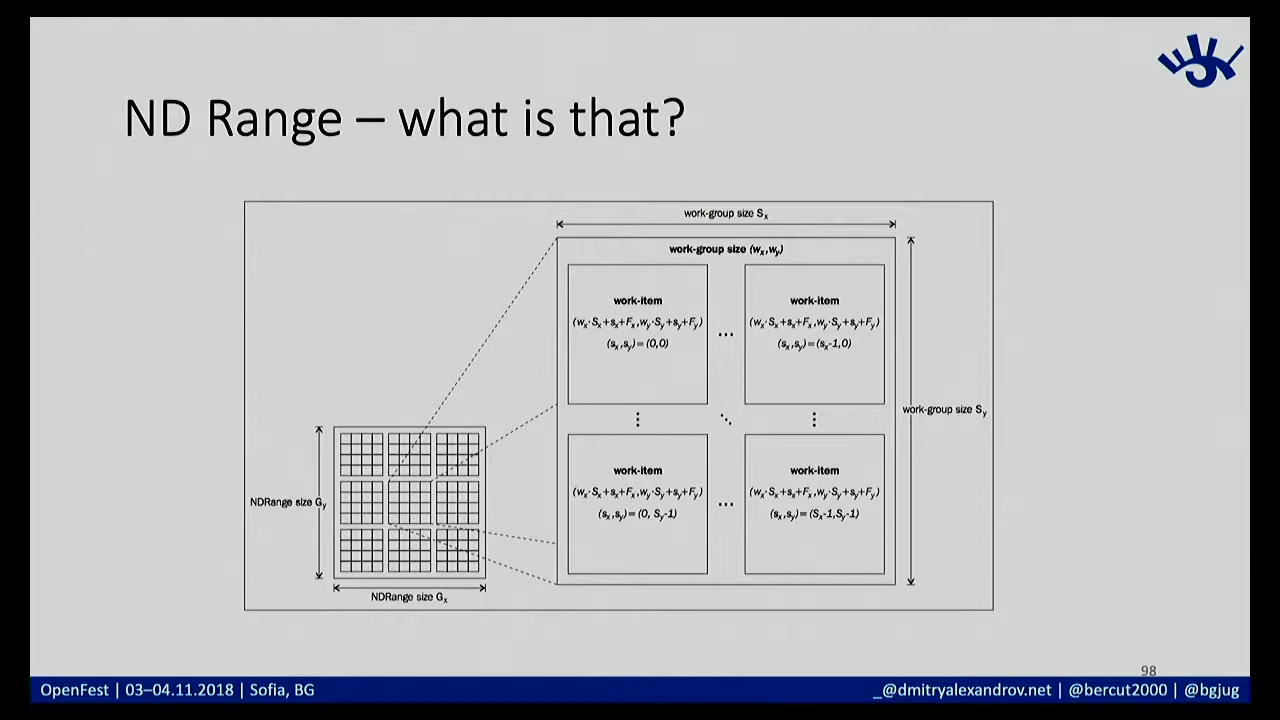 ND Range – what is that?
work-group size Sx
work-group size (wx,wy)
work-item
(wx·Sx+sx+Fx,wy·Sy+sy+Fy)
(sx,sy)=(0,0)
...
work-item
(wx·Sx+sx+Fx,wy·Sy+sy+Fy)
(sx,sy)=(sx-1,0)
work-group size Sy
work-item
(wx·Sx+sx+Fx,wy·Sy+sy+Fy)
(sx,sy)=(0, Sy-1)
...
work-item
(wx·Sx+sx+Fx,wy·Sy+sy+Fy)
(sx,sy)=(Sx-1,Sy-1)
NDRange size Gy
NDRange size Gx
98
OpenFest | 03–04.11.2018 | Sofia, BG
_@dmitryalexandrov.net | @bercut2000 | @bgjug